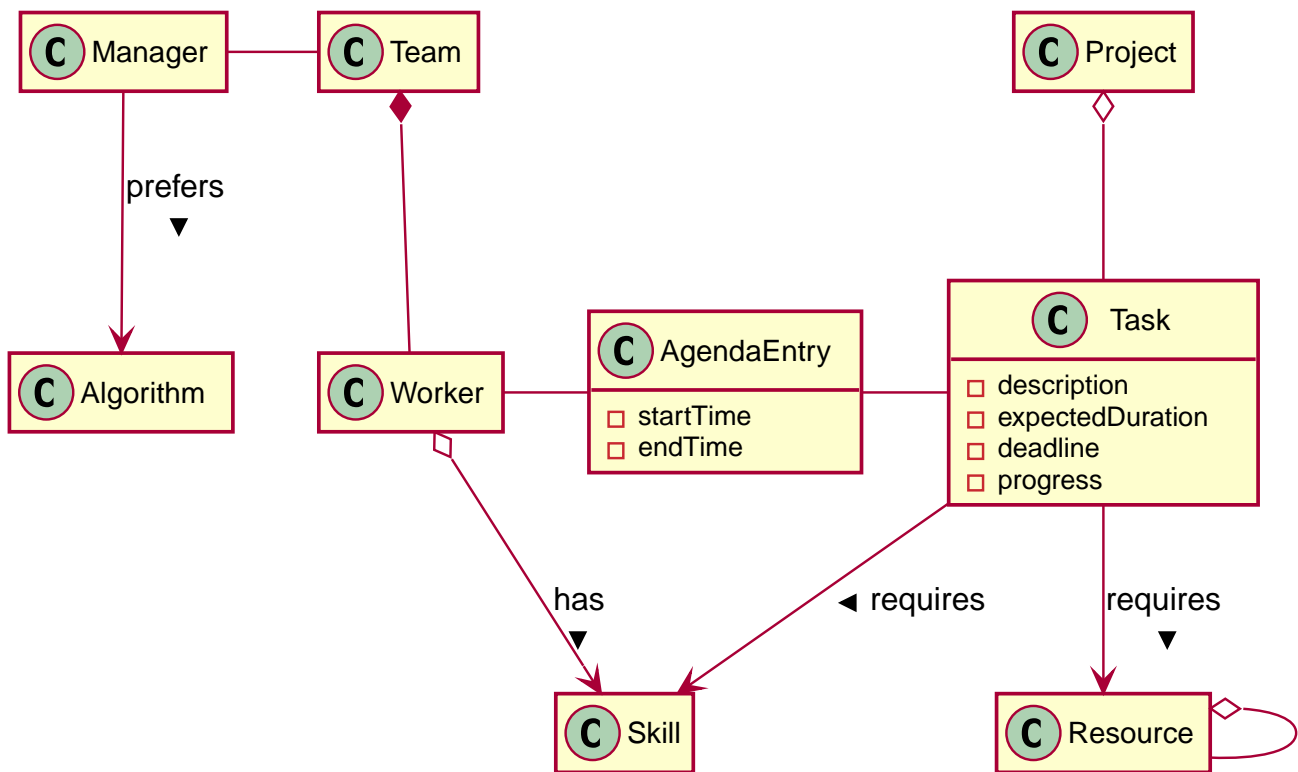 C Manager
C Team
C Project
prefers
▼
C Algorithm
C Worker
C AgendaEntry
startTime
endTime
C Task
description
expectedDuration
deadline
progress
has
▼
◄ requires
requires
▼
C Skill
C Resource